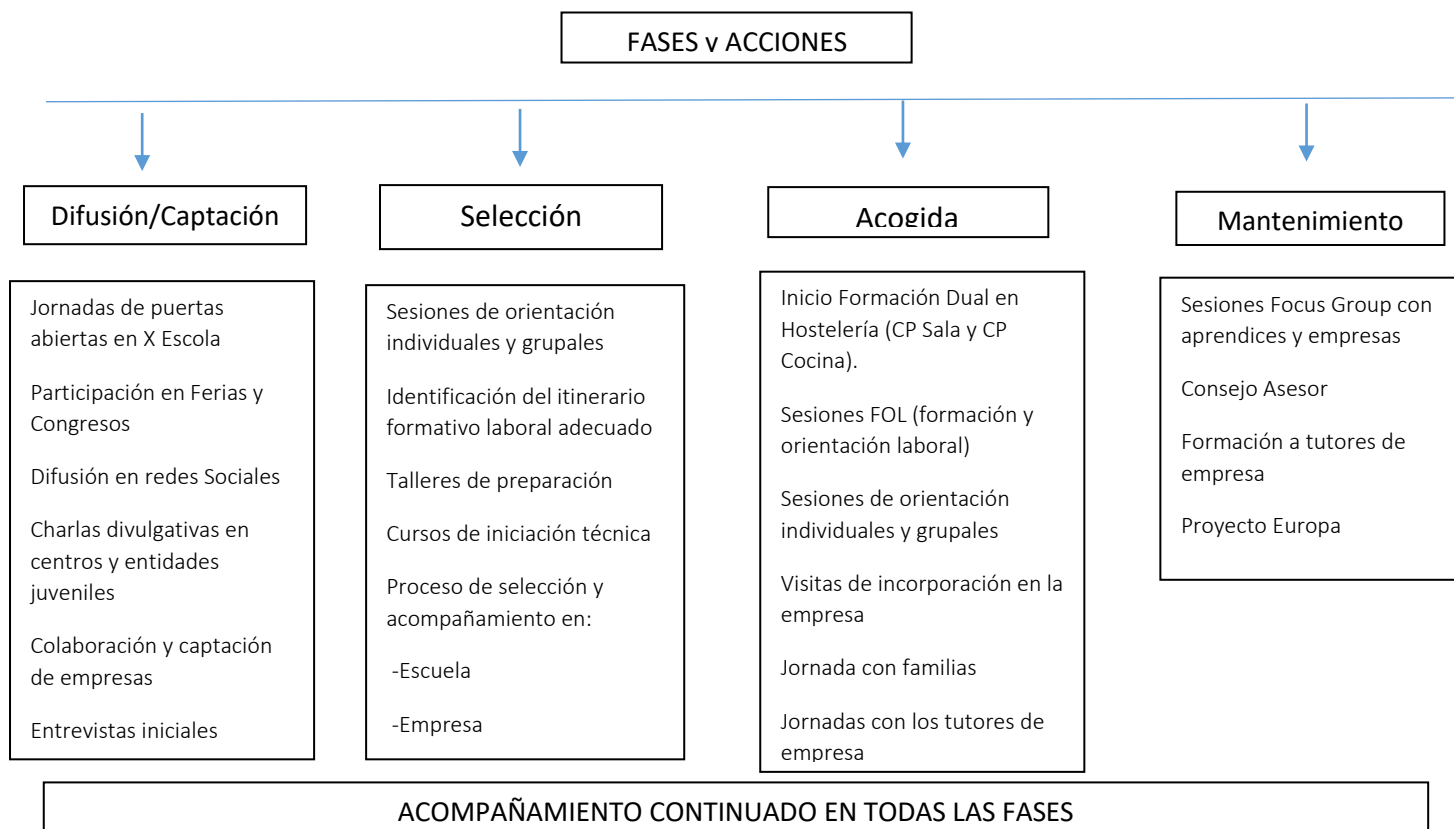 FASES y ACCIONES
Difusión/Captación
Jornadas de puertas
abiertas en X Escola
Participación en Ferias y
Congresos
Difusión en redes Sociales
Charlas divulgativas en
centros y entidades
juveniles
Colaboración y captación
de empresas
Entrevistas iniciales
Selección
Sesiones de orientación
individuales y grupales
Identificación del itinerario
formativo laboral adecuado
Talleres de preparación
Cursos de iniciación técnica
Proceso de selección y
acompañamiento en:
-Escuela
-Empresa
Acogida
Inicio Formación Dual en
Hostelería (CP Sala y CP
Cocina).
Sesiones FOL (formación y
orientación laboral)
Sesiones de orientación
individuales y grupales
Visitas de incorporación en la
empresa
Jornada con familias
Jornadas con los tutores de
empresa
Mantenimiento
Sesiones Focus Group con
aprendices y empresas
Consejo Asesor
Formación a tutores de
empresa
Proyecto Europa
ACOMPAÑAMIENTO CONTINUADO EN TODAS LAS FASES